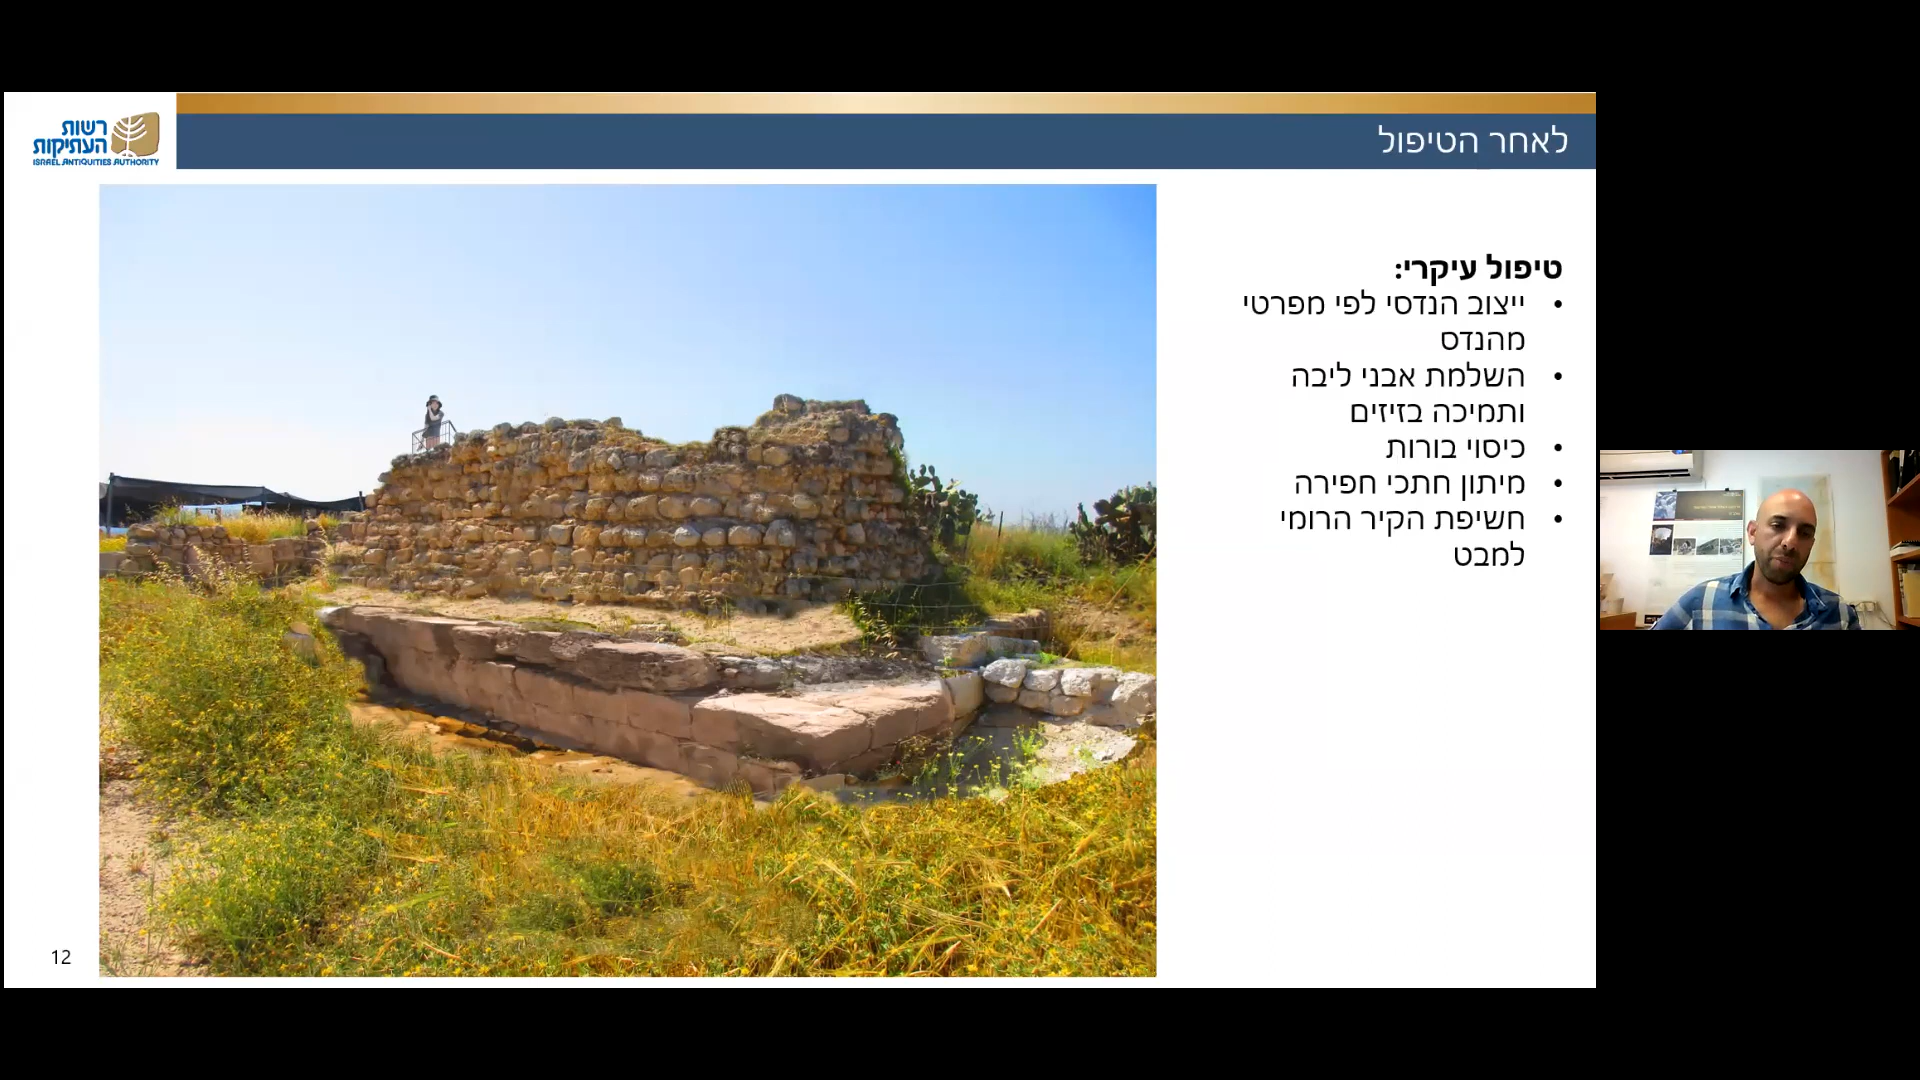 רשות
העתיקות
ISRAEL ANTIQUITIES AUTHORITY
לאחר הטיפול
טיפול עיקרי:
• ייצוב הנדסי לפי מפרטי
מהנדס
• השלמת אבני ליבה
ותמיכה בזיזים
• כיסוי בורות
• מיתון חתכי חפירה
• חשיפת הקיר הרומי
למבט
12